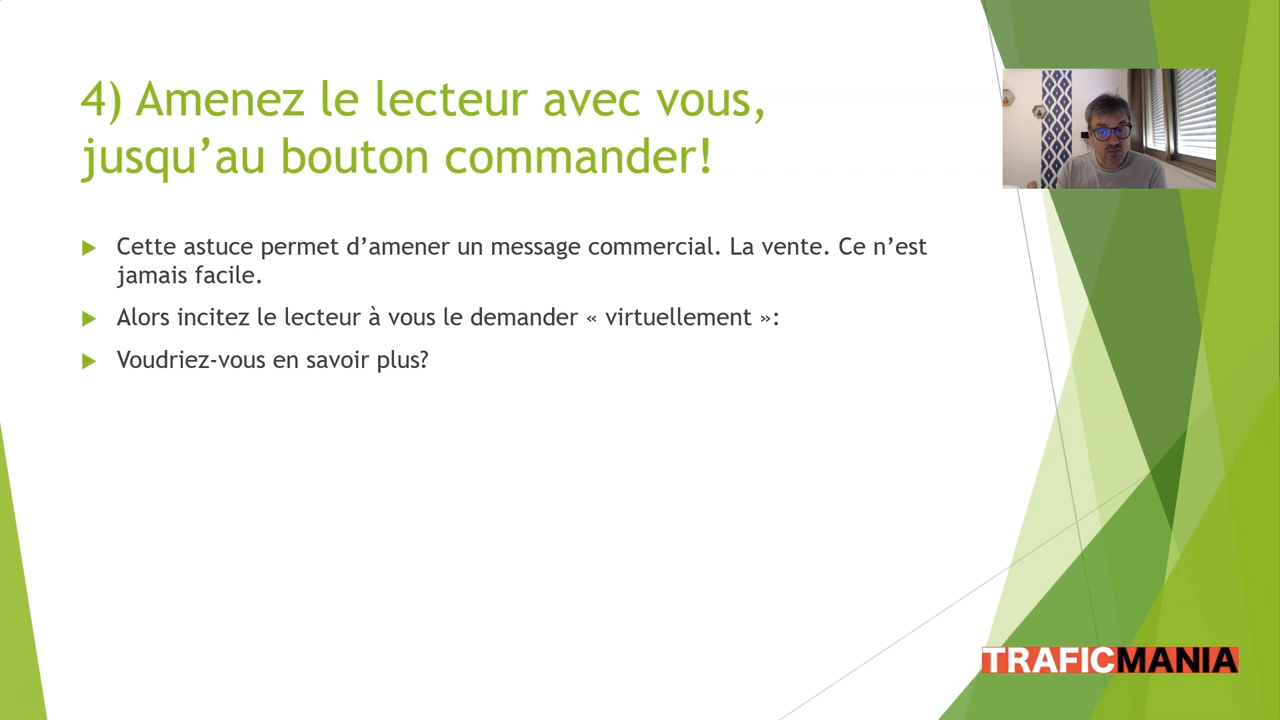 4) Amenez le lecteur avec vous,
jusqu’au bouton commander!
Cette astuce permet d’amener un message commercial. La vente. Ce n’est
jamais facile.
Alors incitez le lecteur à vous le demander « virtuellement »:
Voudriez-vous en savoir plus?
TRAFICMANIA